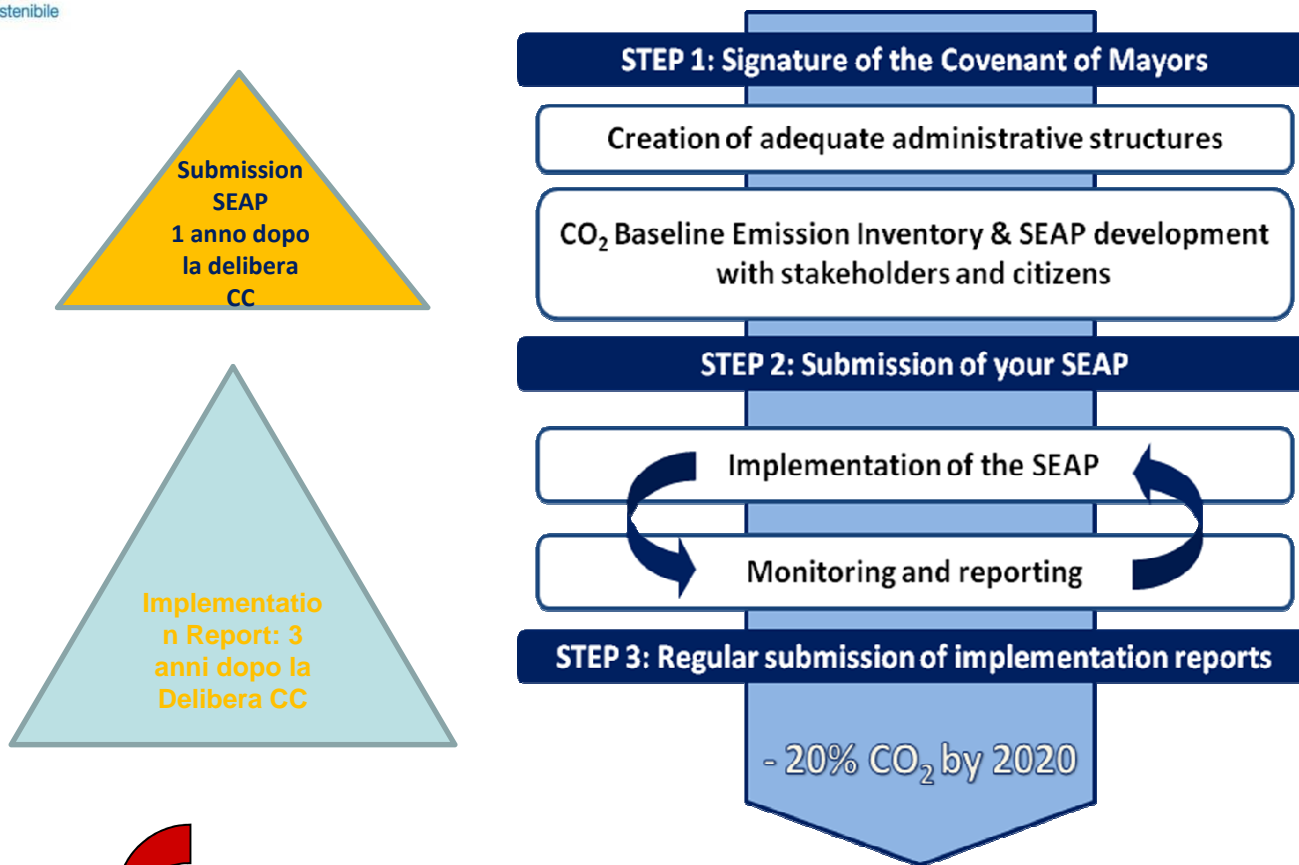 stenibile
Submission
SEAP
1 anno dopo
la delibera
CC
Implementatio
n Report: 3
anni dopo la
Delibera CC
STEP 1: Signature of the Covenant of Mayors
Creation of adequate administrative structures
CO₂ Baseline Emission Inventory & SEAP development
with stakeholders and citizens
STEP 2: Submission of your SEAP
Implementation of the SEAP
Monitoring and reporting
STEP 3: Regular submission of implementation reports
- 20% CO₂ by 2020